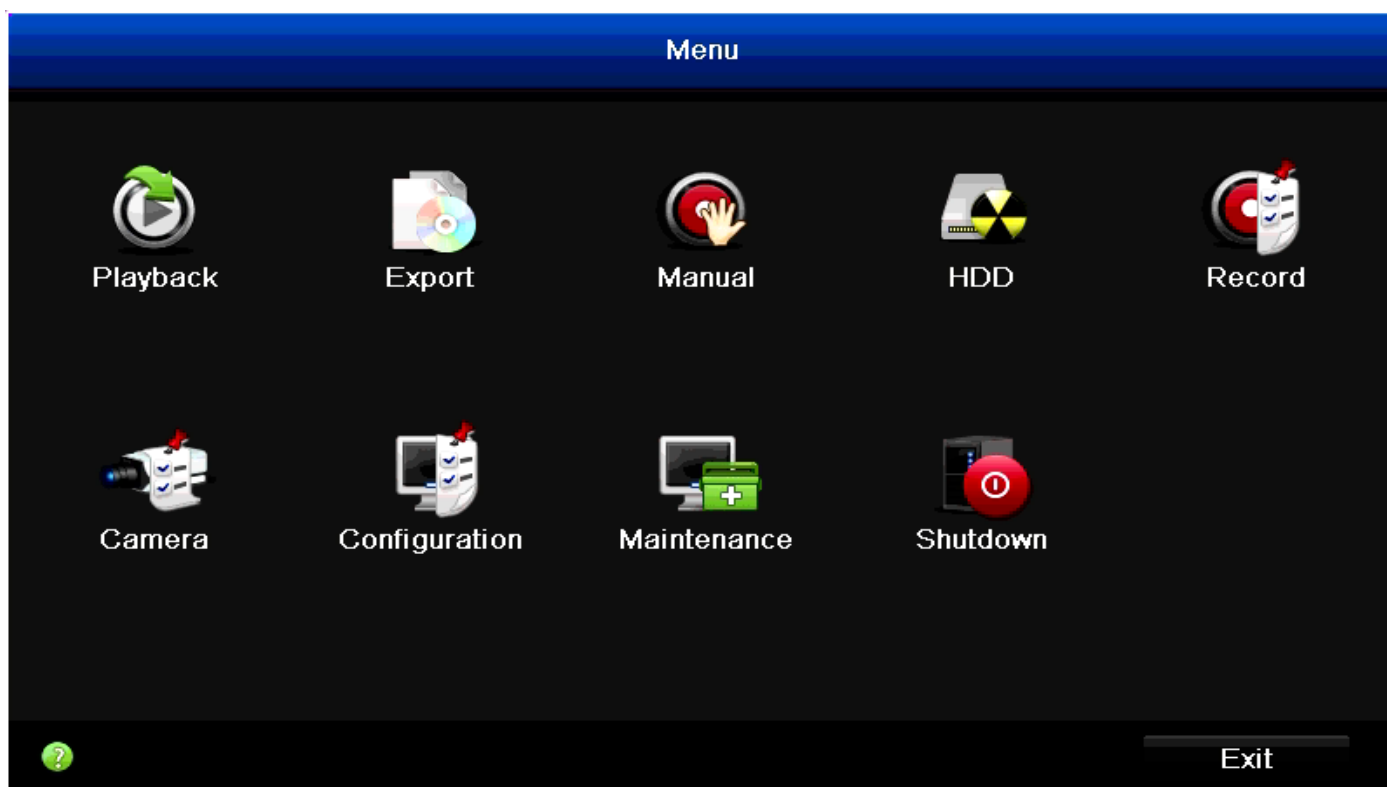 Menu
Playback Export Manual HDD Record
Camera Configuration Maintenance Shutdown
? Exit